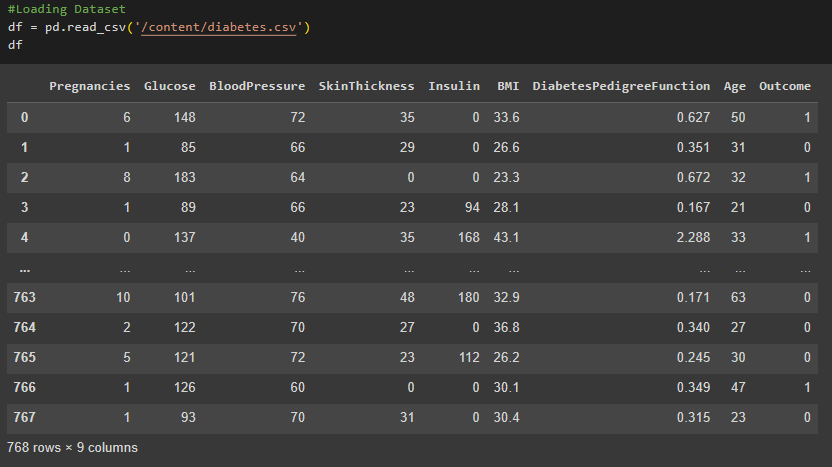 #Loading Dataset
df = pd.read_csv('/content/diabetes.csv')
df
Pregnancies Glucose BloodPressure SkinThickness Insulin BMI DiabetesPedigreeFunction Age Outcome
0 6 148 72 35 0 33.6 0.627 50 1
1 1 85 66 29 0 26.6 0.351 31 0
2 8 183 64 0 0 23.3 0.672 32 1
3 1 89 66 23 94 28.1 0.167 21 0
4 0 137 40 35 168 43.1 2.288 33 1
... ... ... ... ... ... ... ... ... ...
763 10 101 76 48 180 32.9 0.171 63 0
764 2 122 70 27 0 36.8 0.340 27 0
765 5 121 72 23 112 26.2 0.245 30 0
766 1 126 60 0 0 30.1 0.349 47 1
767 1 93 70 31 0 30.4 0.315 23 0
768 rows × 9 columns